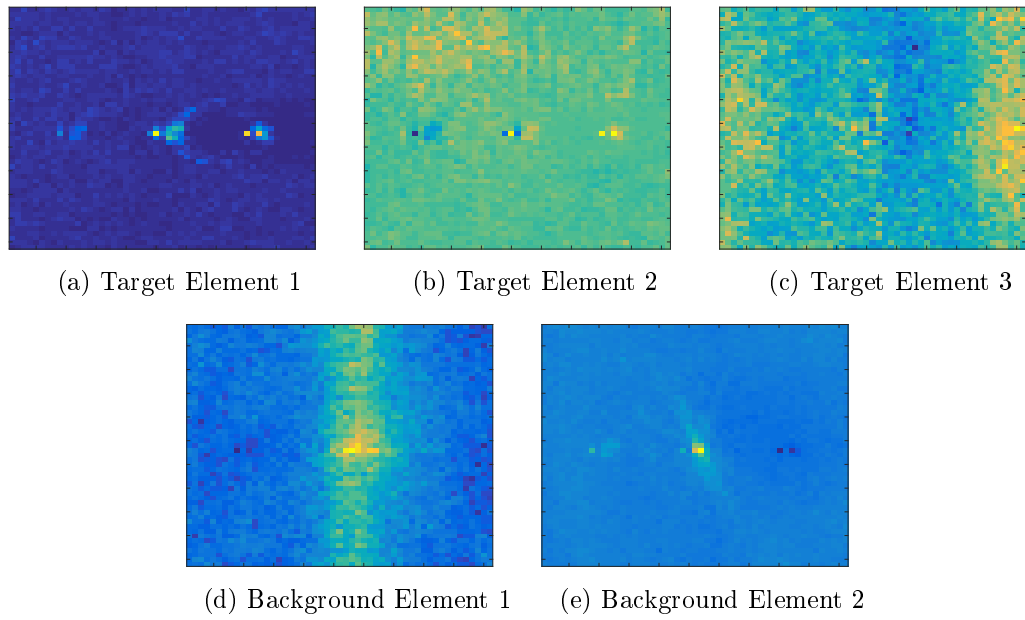 (a) Target Element 1
(b) Target Element 2
(c) Target Element 3
(d) Background Element 1
(e) Background Element 2